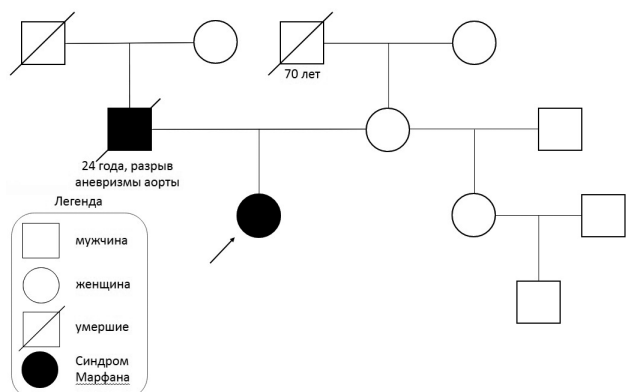 70 лет
24 года, разрыв
аневризмы аорты
Легенда
мужчина
женщина
умершие
Синдром
Марфана